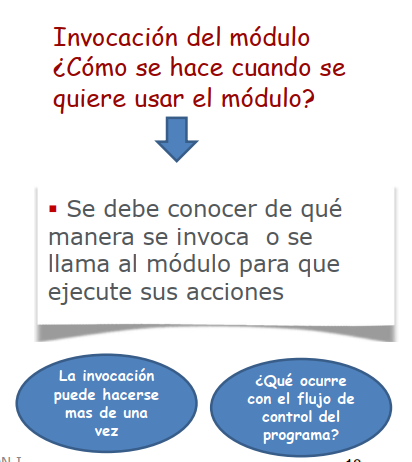 Invocación del módulo
¿Cómo se hace cuando se
quiere usar el módulo?
▪ Se debe conocer de qué
manera se invoca o se
llama al módulo para que
ejecute sus acciones
La invocación
puede hacerse
mas de una
vez
¿Qué ocurre
con el flujo de
control del
programa?